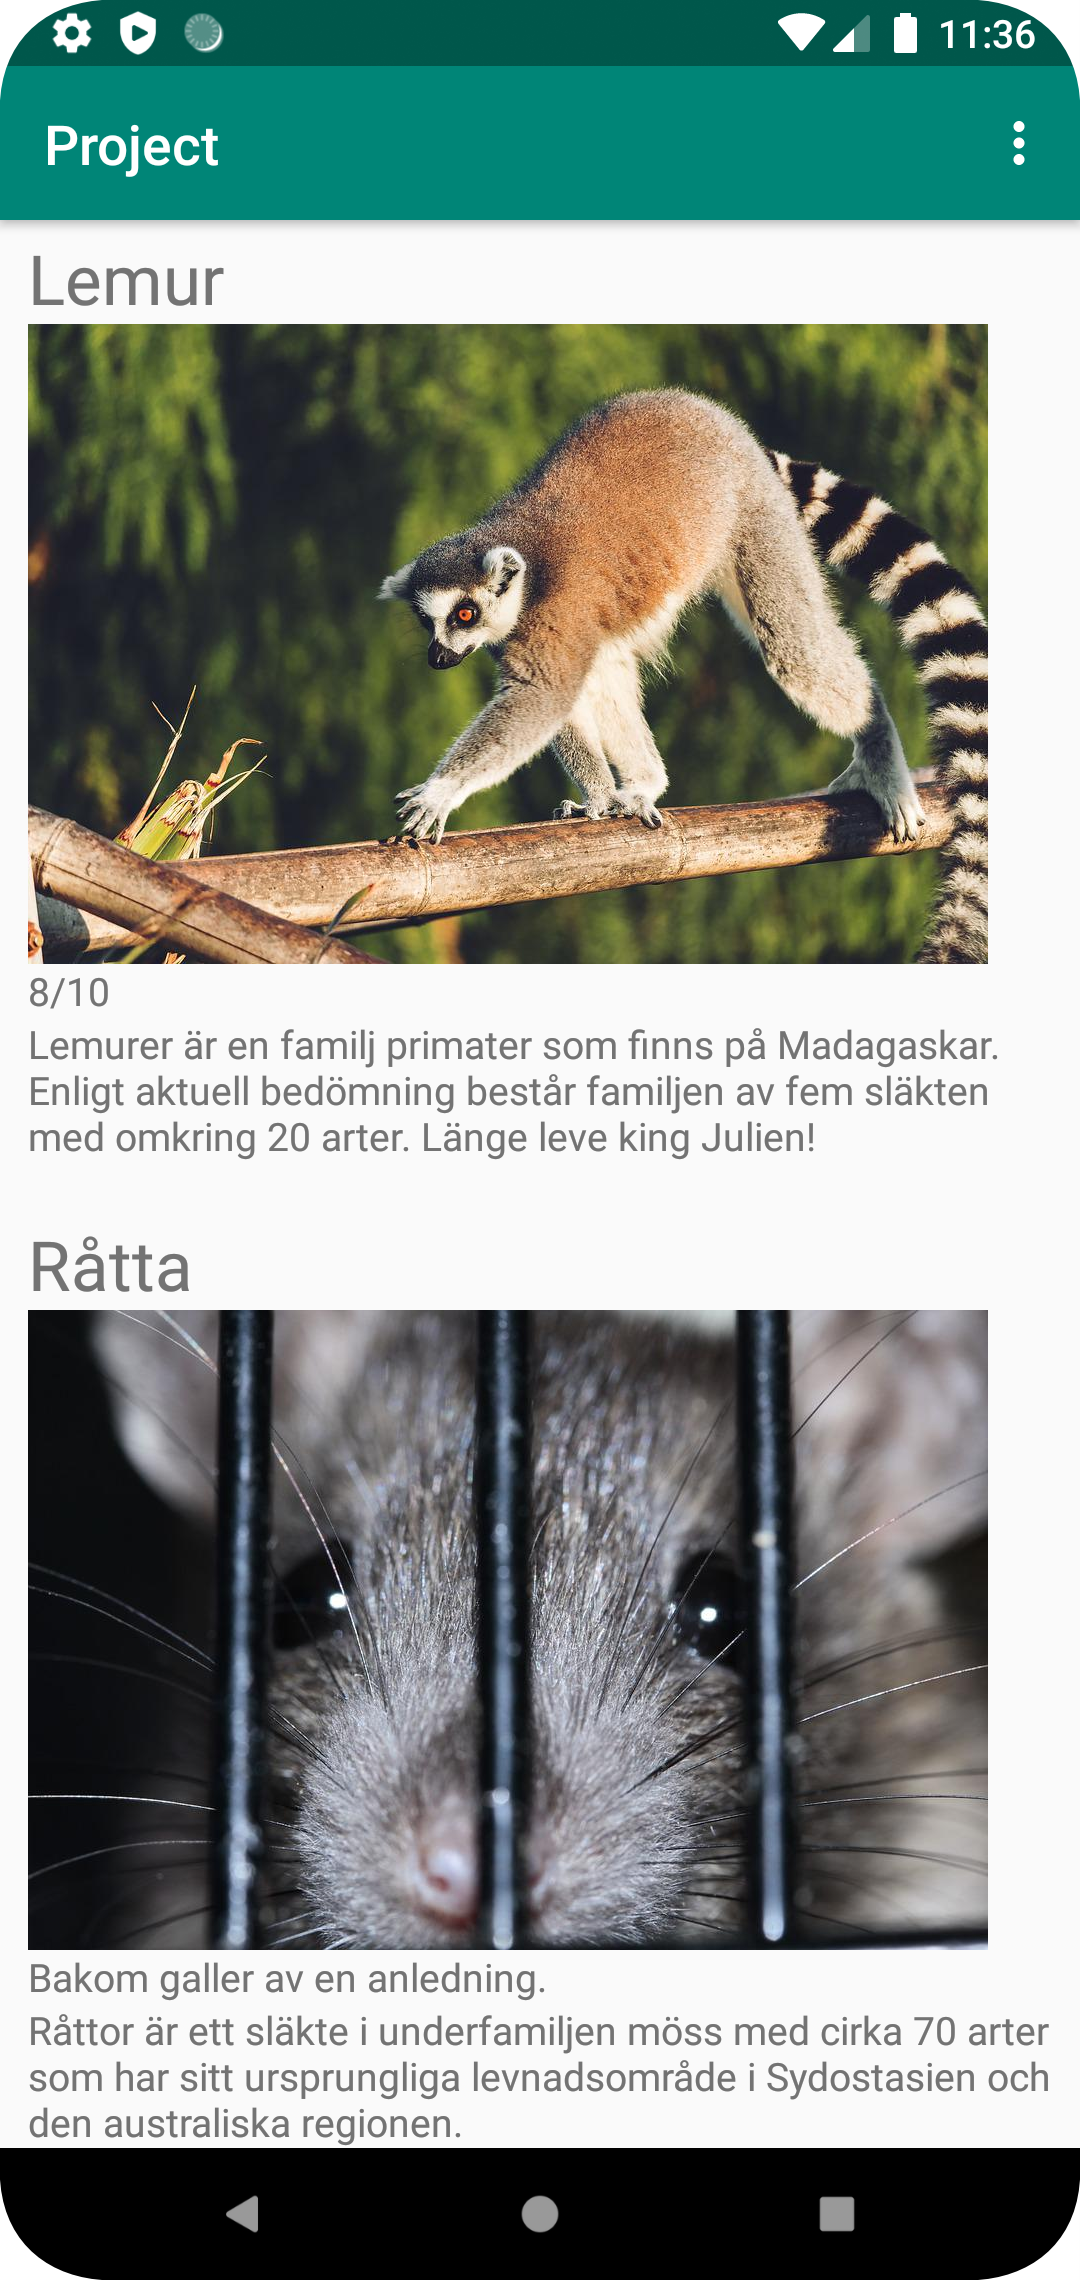 11:36
Project
Lemur
8/10
Lemurer är en familj primater som finns på Madagaskar.
Enligt aktuell bedömning består familjen av fem släkten
med omkring 20 arter. Länge leve king Julien!
Råtta
Bakom galler av en anledning.
Råttor är ett släkte i underfamiljen möss med cirka 70 arter
som har sitt ursprungliga levnadsområde i Sydostasien och
den australiska regionen.